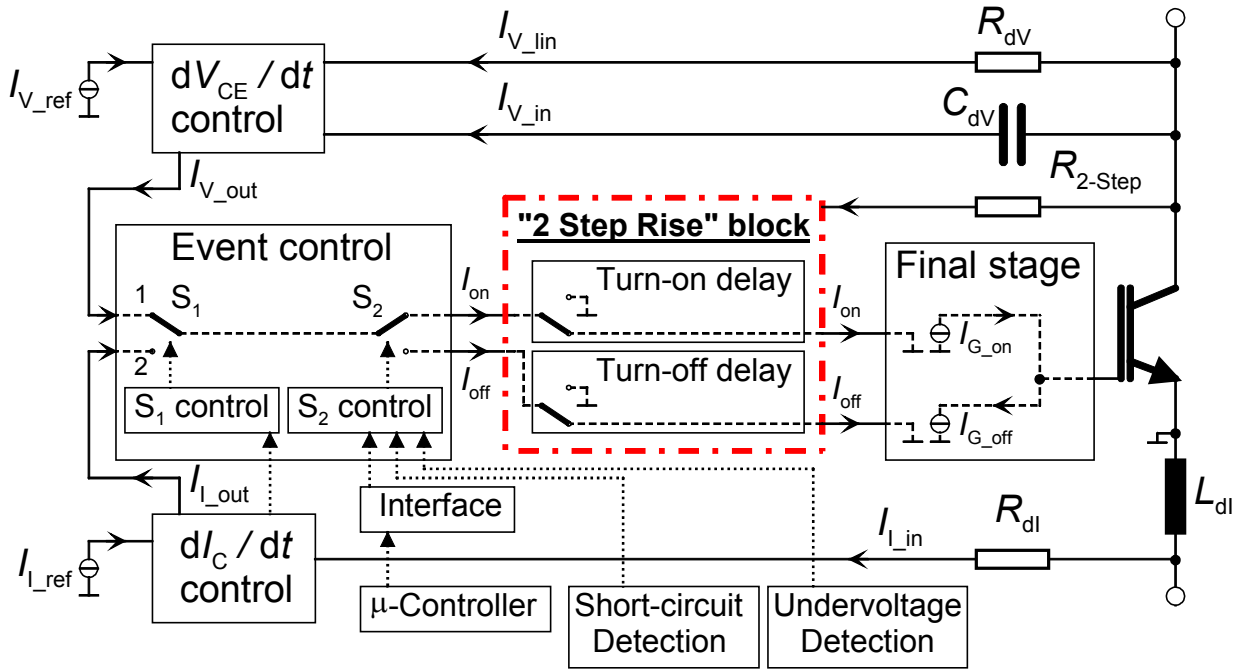 R_dV
I_V_lin
I_V_ref
dV_CE / dt
control
I_V_in
C_dV
I_V_out
R_2-Step
"2 Step Rise" block
Event control
Final stage
1
S_1
S_2
I_on
Turn-on delay
I_on
I_G_on
2
I_off
Turn-off delay
I_off
I_G_off
S_1 control
S_2 control
I_I_out
Interface
L_dI
R_dI
I_I_in
I_I_ref
dI_C / dt
control
μ-Controller
Short-circuit
Detection
Undervoltage
Detection